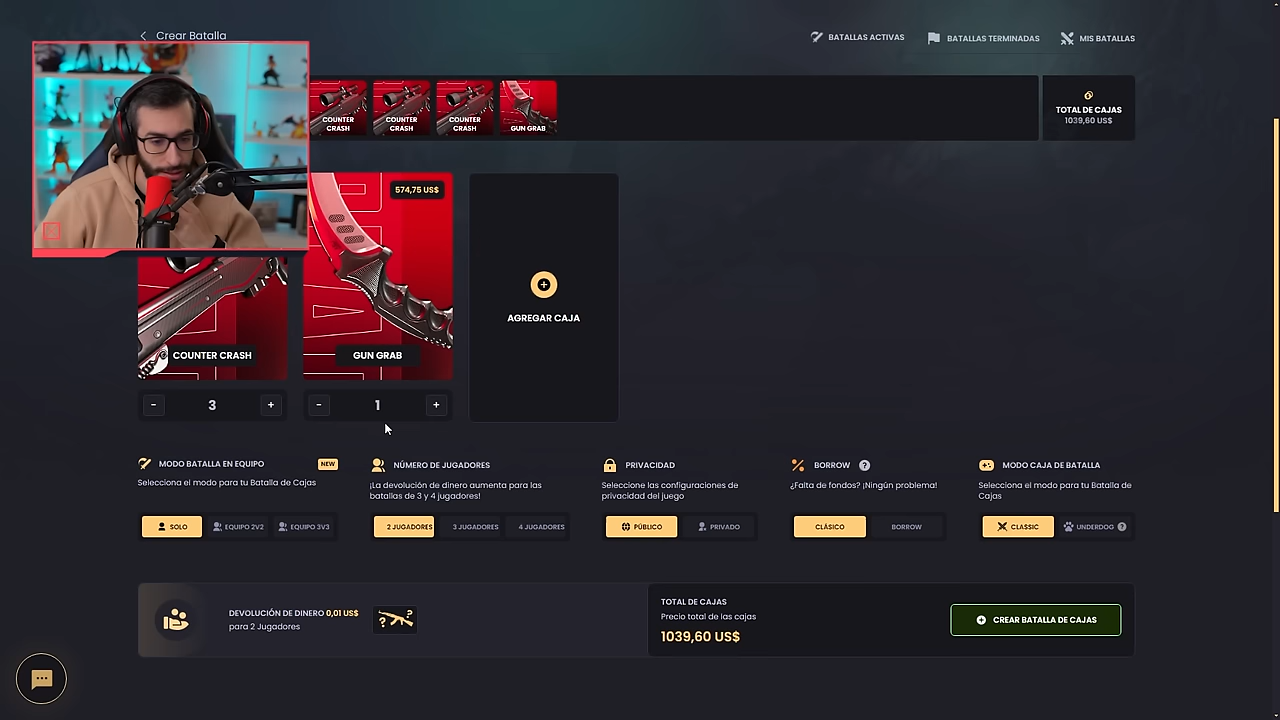 Crear Batalla
BATALLAS ACTIVAS
BATALLAS TERMINADAS
MIS BATALLAS
COUNTER
CRASH
COUNTER
CRASH
COUNTER
CRASH
GUN GRAB
TOTAL DE CAJAS
1039,60 US$
574,75 US$
COUNTER CRASH
GUN GRAB
AGREGAR CAJA
- 3 +
- 1 +
MODO BATALLA EN EQUIPO
NEW
Selecciona el modo para tu Batalla de Cajas
SOLO
EQUIPO 2V2
EQUIPO 3V3
NÚMERO DE JUGADORES
¡La devolución de dinero aumenta para las
batallas de 3 y 4 jugadores!
2 JUGADORES
3 JUGADORES
4 JUGADORES
PRIVACIDAD
Seleccione las configuraciones de
privacidad del juego
PÚBLICO
PRIVADO
BORROW ?
¿Falta de fondos? ¡Ningún problema!
CLÁSICO
BORROW
MODO CAJA DE BATALLA
Selecciona el modo para tu Batalla de
Cajas
CLASSIC
UNDERDOG ?
DEVOLUCIÓN DE DINERO 0,01 US$
para 2 Jugadores
? ?
TOTAL DE CAJAS
Precio total de las cajas
1039,60 US$
CREAR BATALLA DE CAJAS